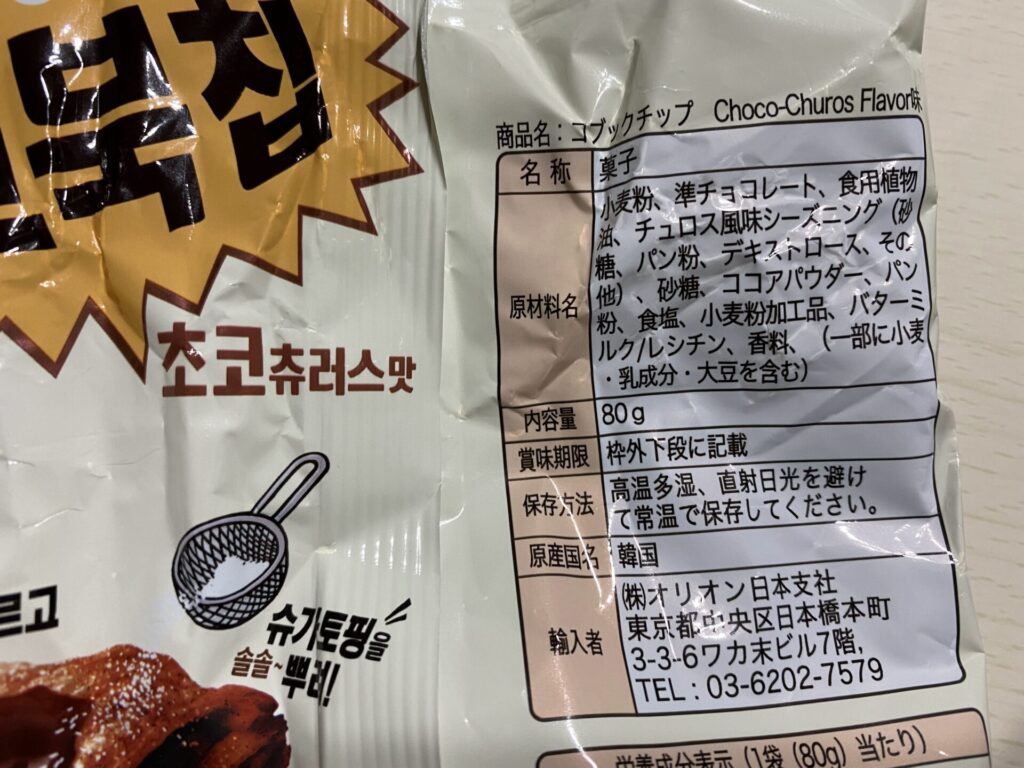 북칩
초코츄러스맛
르고
슈가토핑을
솔솔~뿌려!
商品名：コブックチップ Choco-Churos Flavor味
名称 菓子
原材料名
小麦粉、準チョコレート、食用植物
油、チュロス風味シーズニング（砂
糖、パン粉、デキストロース、その
他）、砂糖、ココアパウダー、パン
粉、食塩、小麦粉加工品、バターミ
ルク/レシチン、香料、（一部に小麦
・乳成分・大豆を含む）
内容量 80g
賞味期限 枠外下段に記載
保存方法
高温多湿、直射日光を避け
て常温で保存してください。
原産国名 韓国
輸入者
㈱オリオン日本支社
東京都中央区日本橋本町
3-3-6ワカ末ビル7階,
TEL：03-6202-7579
栄養成分表示（1袋（80g）当たり）